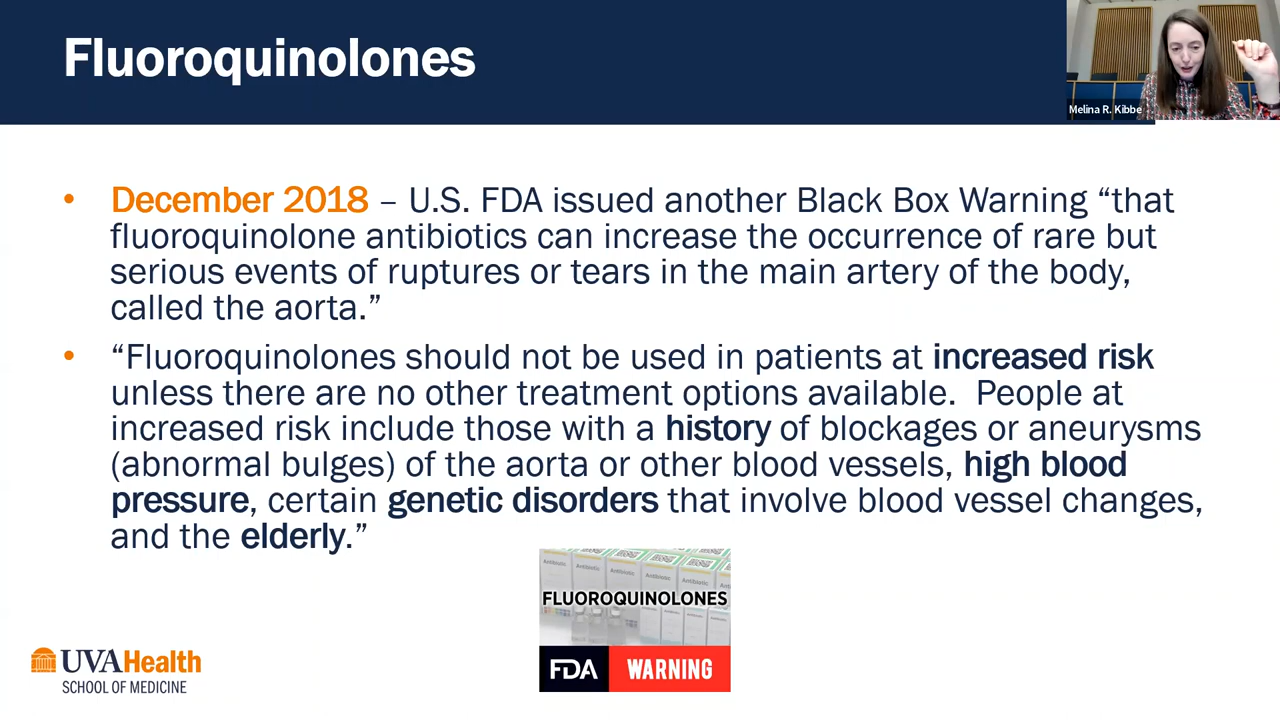 Fluoroquinolones
Melina R. Kibbe
• December 2018 – U.S. FDA issued another Black Box Warning “that
fluoroquinolone antibiotics can increase the occurrence of rare but
serious events of ruptures or tears in the main artery of the body,
called the aorta.”
• “Fluoroquinolones should not be used in patients at increased risk
unless there are no other treatment options available. People at
increased risk include those with a history of blockages or aneurysms
(abnormal bulges) of the aorta or other blood vessels, high blood
pressure, certain genetic disorders that involve blood vessel changes,
and the elderly.”
Antibiotic Antibiotic Antibiotic Antibiotic Antibiotic
FLUOROQUINOLONES
FDA WARNING
UVAHealth
SCHOOL OF MEDICINE